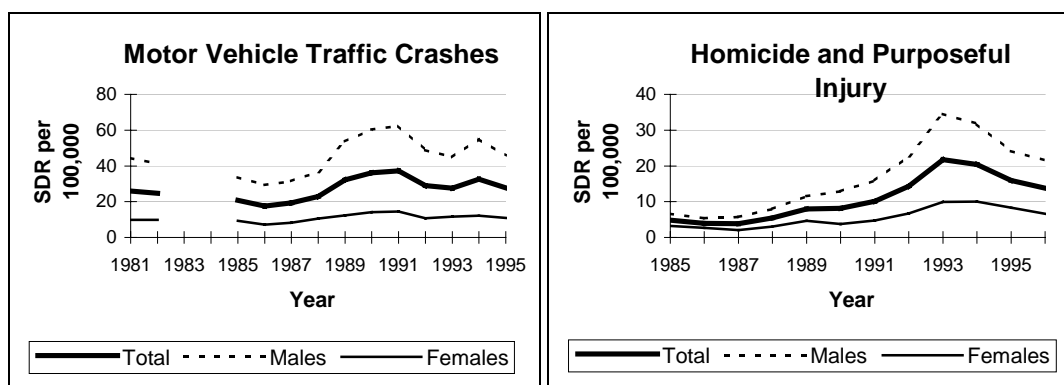 Motor Vehicle Traffic Crashes
80
60
40
20
0
SDR per
100,000
1981 1983 1985 1987 1989 1991 1993 1995
Year
Total Males Females
Homicide and Purposeful
Injury
40
30
20
10
0
SDR per
100,000
1985 1987 1989 1991 1993 1995
Year
Total Males Females